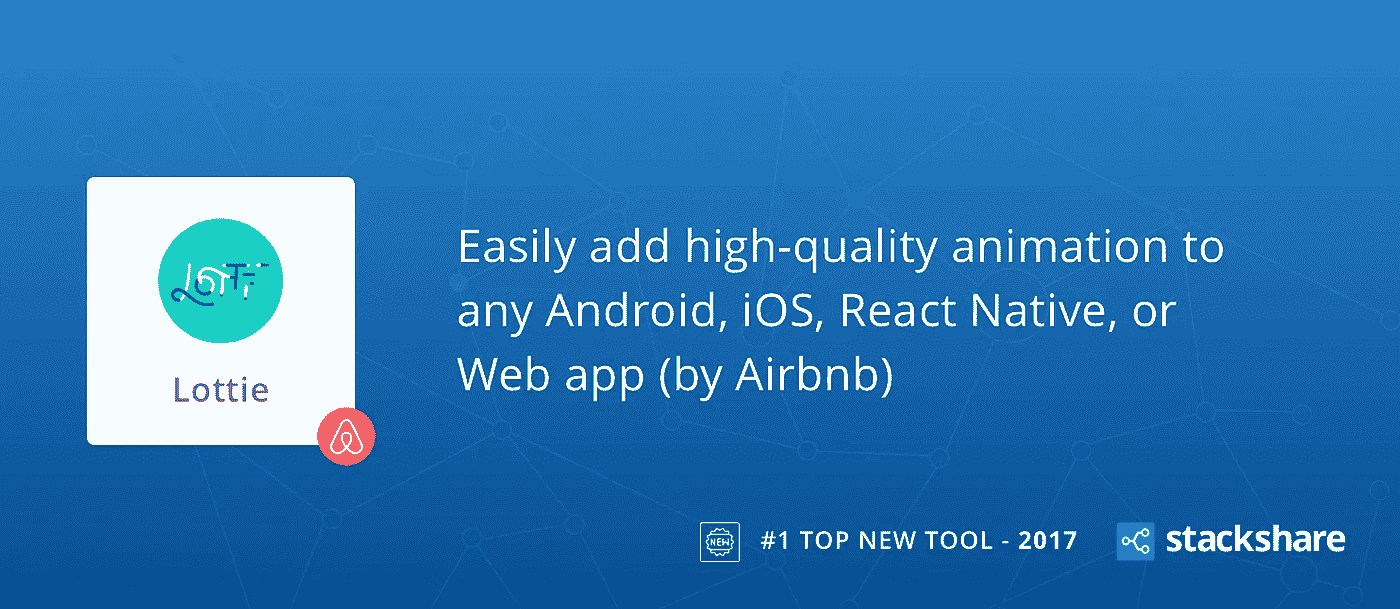 Lottie
Easily add high-quality animation to
any Android, iOS, React Native, or
Web app (by Airbnb)
NEW
#1 TOP NEW TOOL - 2017
stackshare